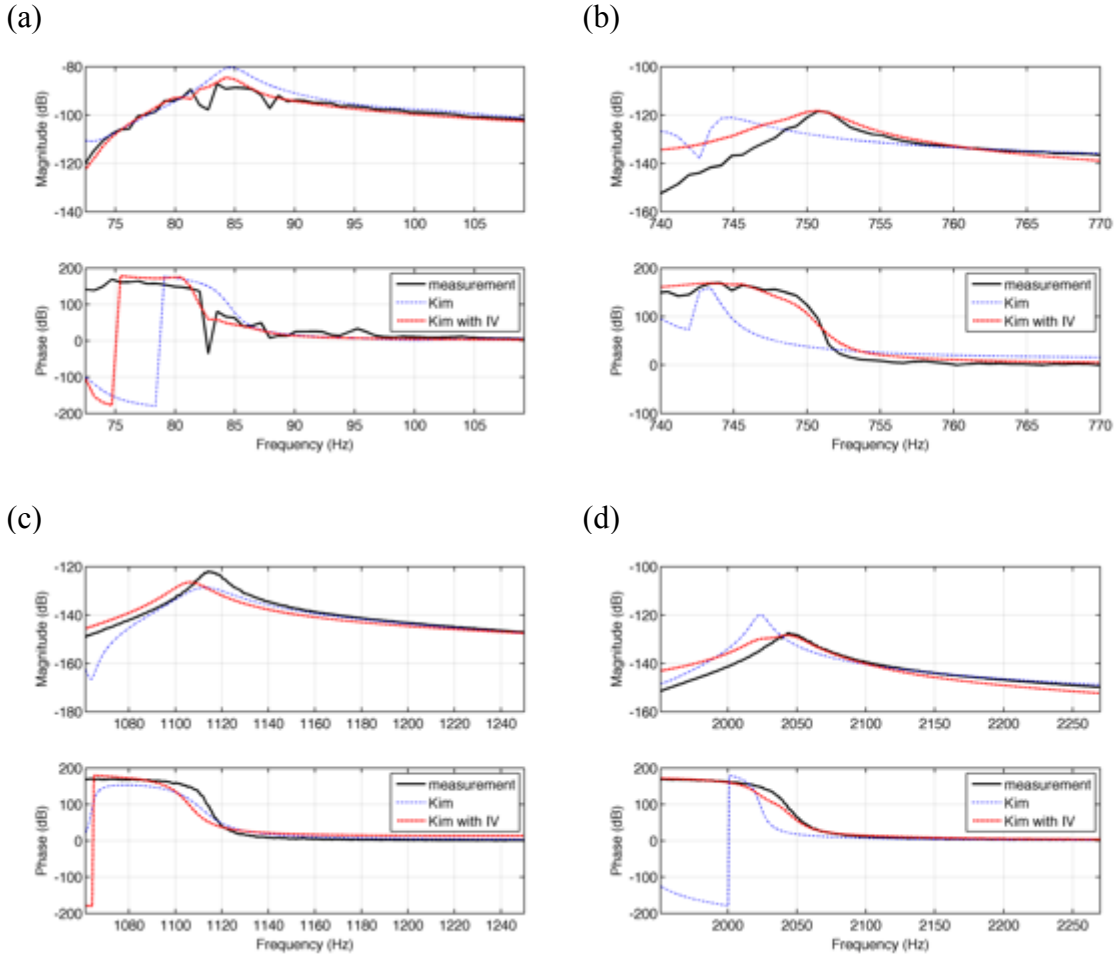 (a)
(b)
-80
-100
-120
-140
Magnitude (dB)
75 80 85 90 95 100 105
-100
-120
-140
-160
Magnitude (dB)
740 745 750 755 760 765 770
200
100
0
-100
-200
Phase (dB)
measurement
Kim
Kim with IV
75 80 85 90 95 100 105
Frequency (Hz)
200
100
0
-100
Phase (dB)
measurement
Kim
Kim with IV
740 745 750 755 760 765 770
Frequency (Hz)
(c)
(d)
-120
-140
-160
-180
Magnitude (dB)
1080 1100 1120 1140 1160 1180 1200 1220 1240
-100
-120
-140
-160
-180
Magnitude (dB)
2000 2050 2100 2150 2200 2250
200
100
0
-100
-200
Phase (dB)
measurement
Kim
Kim with IV
1080 1100 1120 1140 1160 1180 1200 1220 1240
Frequency (Hz)
200
100
0
-100
-200
Phase (dB)
measurement
Kim
Kim with IV
2000 2050 2100 2150 2200 2250
Frequency (Hz)